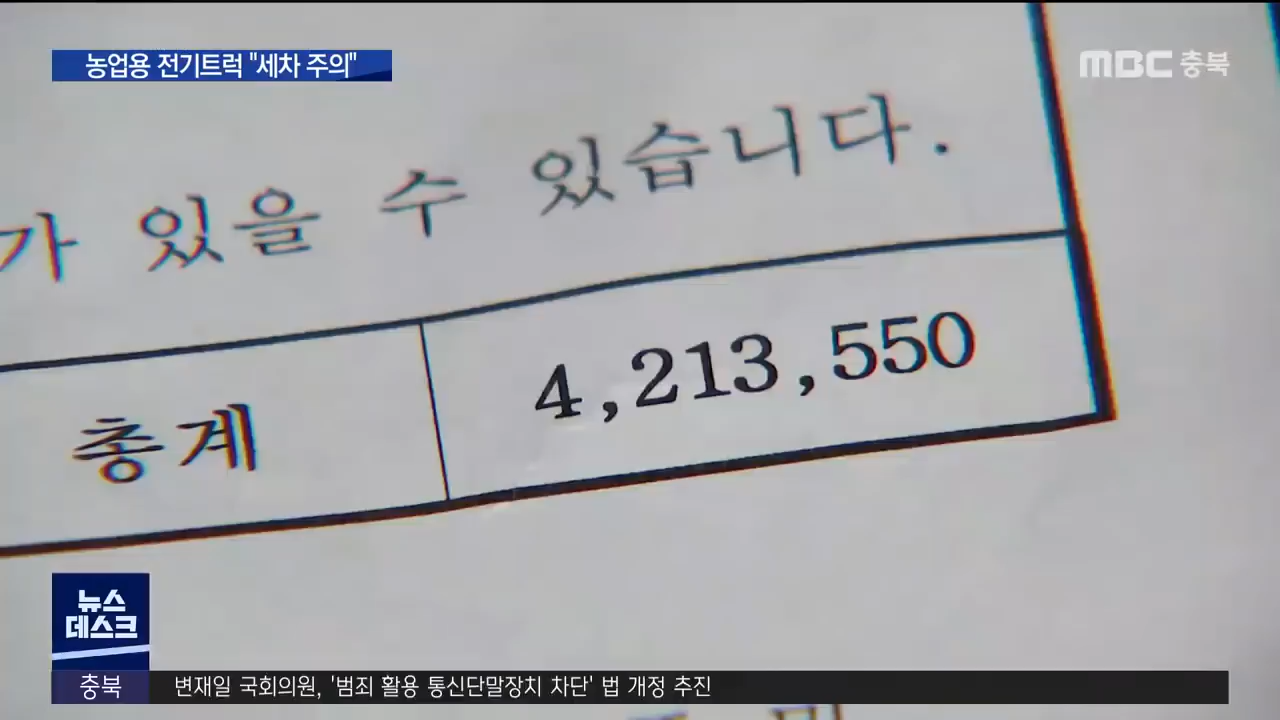 농업용 전기트럭 "세차 주의"
MBC 충북
가 있을 수 있습니다.
총계 4,213,550
뉴스
데스크
충북 변재일 국회의원, '범죄 활용 통신단말장치 차단' 법 개정 추진